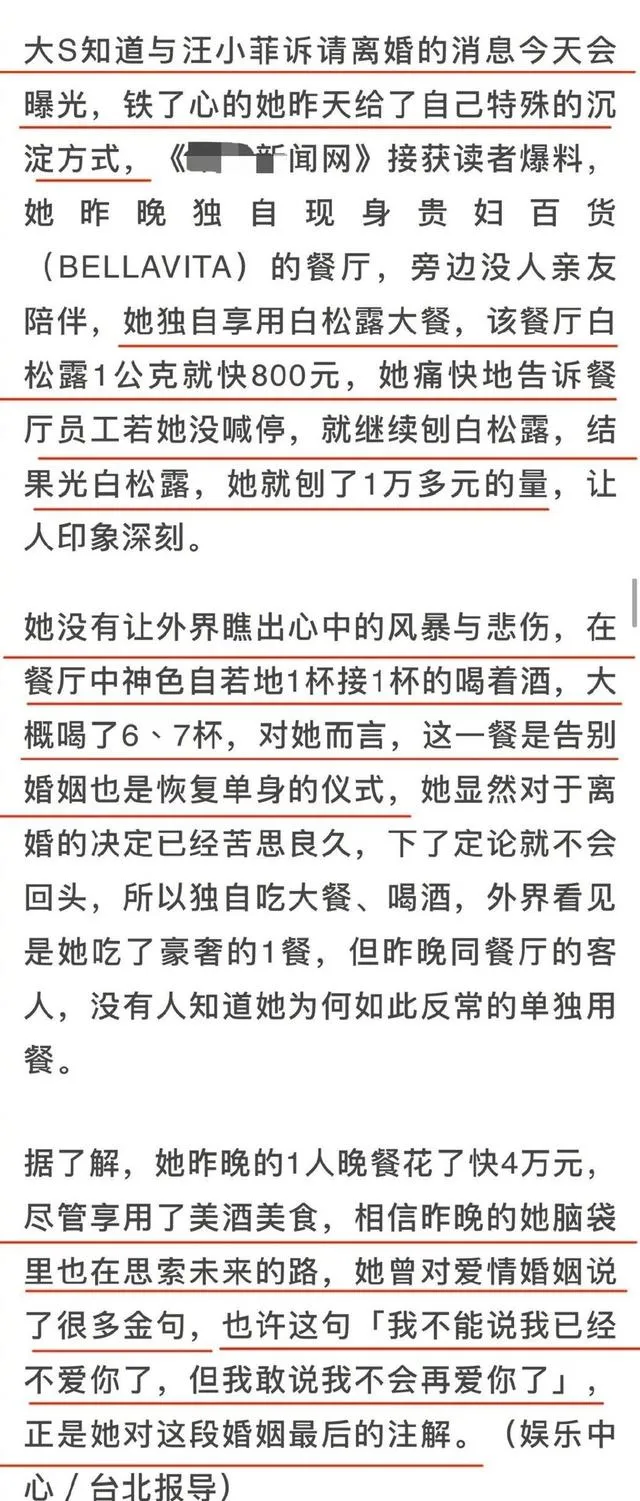 大S知道与汪小菲诉请离婚的消息今天会
曝光，铁了心的她昨天给了自己特殊的沉
淀方式，《新闻网》接获读者爆料，
她昨晚独自现身贵妇百货
（BELLAVITA）的餐厅，旁边没人亲友
陪伴，她独自享用白松露大餐，该餐厅白
松露1公克就快800元，她痛快地告诉餐
厅员工若她没喊停，就继续刨白松露，结
果光白松露，她就刨了1万多元的量，让
人印象深刻。
她没有让外界瞧出心中的风暴与悲伤，在
餐厅中神色自若地1杯接1杯的喝着酒，大
概喝了6、7杯，对她而言，这一餐是告别
婚姻也是恢复单身的仪式，她显然对于离
婚的决定已经苦思良久，下了定论就不会
回头，所以独自吃大餐、喝酒，外界看见
是她吃了豪奢的1餐，但昨晚同餐厅的客
人，没有人知道她为何如此反常的单独用
餐。
据了解，她昨晚的1人晚餐花了快4万元，
尽管享用了美酒美食，相信昨晚的她脑袋
里也在思索未来的路，她曾对爱情婚姻说
了很多金句，也许这句「我不能说我已经
不爱你了，但我敢说我不会再爱你了」，
正是她对这段婚姻最后的注解。（娱乐中
心／台北报导）